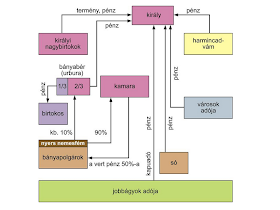 termény, pénz
király
pénz
pénz
királyi
nagybirtokok
harmincad-
vám
bányabér
(urbura)
1/3
2/3
kamara
pénz
pénz
birtokos
városok
adója
kb. 10%
90%
pénz
kapuadó
pénz
nyers nemesfém
bányapolgárok
a vert pénz 50%-a
só
jobbágyok adója